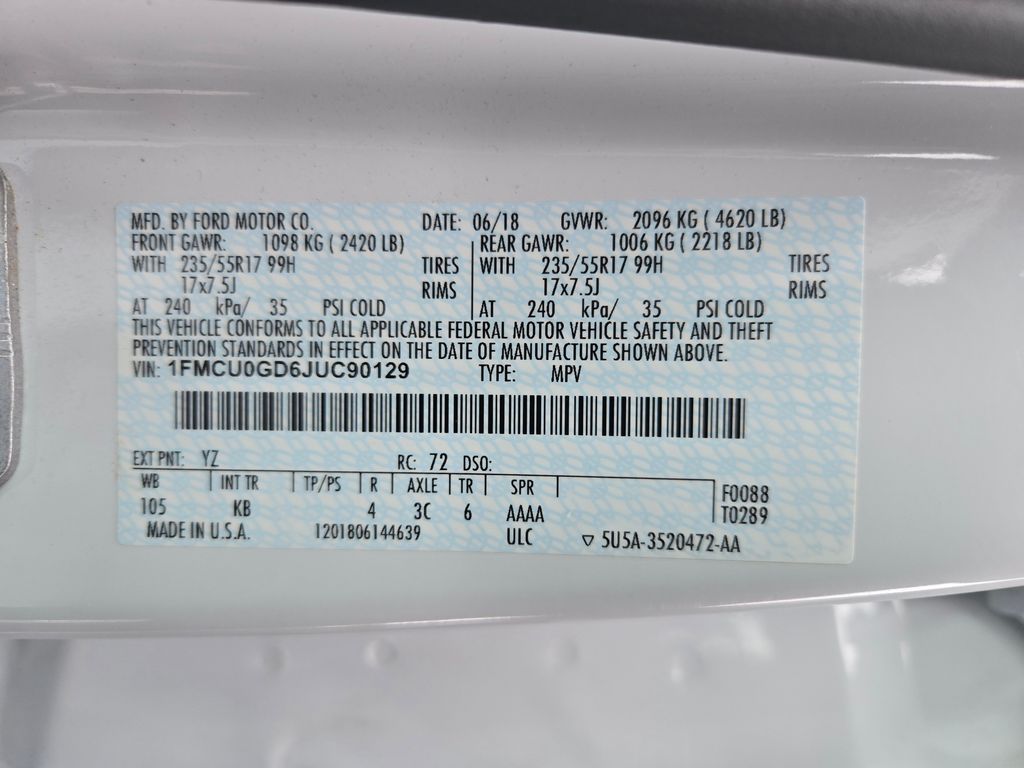 MFD. BY FORD MOTOR CO. DATE: 06/18 GVWR: 2096 KG ( 4620 LB)
FRONT GAWR: 1098 KG ( 2420 LB) REAR GAWR: 1006 KG ( 2218 LB)
WITH 235/55R17 99H TIRES WITH 235/55R17 99H TIRES
17x7.5J RIMS 17x7.5J RIMS
AT 240 kPa/ 35 PSI COLD AT 240 kPa/ 35 PSI COLD
THIS VEHICLE CONFORMS TO ALL APPLICABLE FEDERAL MOTOR VEHICLE SAFETY AND THEFT
PREVENTION STANDARDS IN EFFECT ON THE DATE OF MANUFACTURE SHOWN ABOVE.
VIN: 1FMCU0GD6JUC90129 TYPE: MPV
EXT PNT: YZ RC: 72 DSO:
WB INT TR TP/PS R AXLE TR SPR F0088
105 KB 4 3C 6 AAAA T0289
MADE IN U.S.A. 1201806144639 ULC ▽ 5U5A-3520472-AA